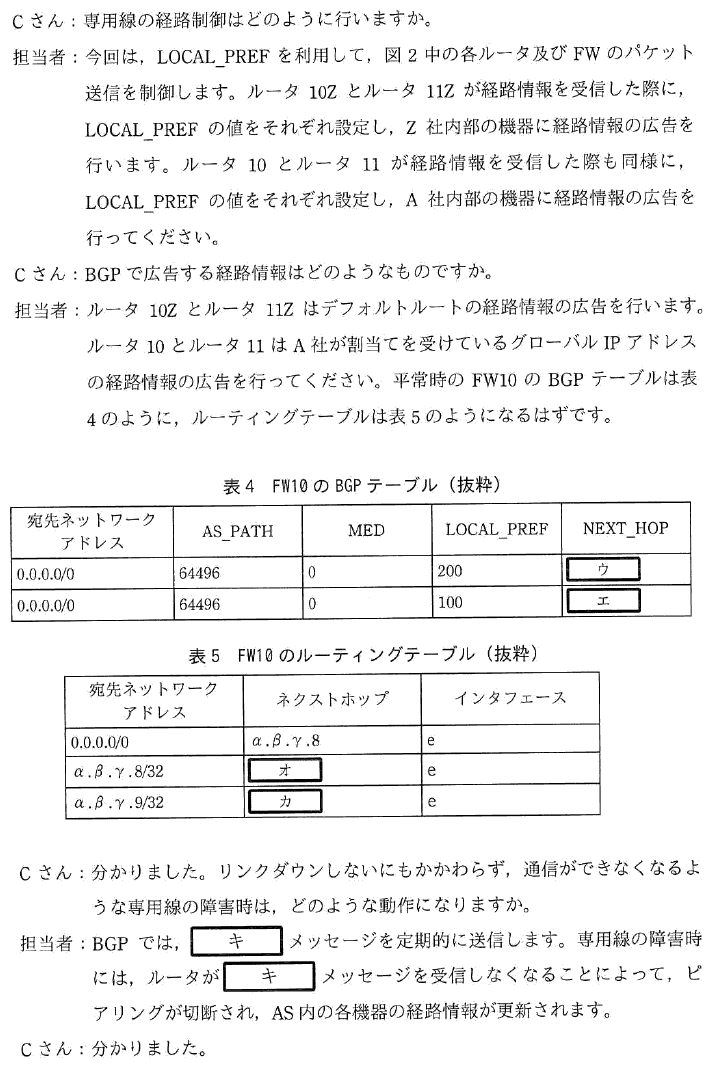 Cさん：専用線の経路制御はどのように行いますか。
担当者：今回は，LOCAL_PREF を利用して，図2中の各ルータ及び FW のパケット
送信を制御します。ルータ 10Z とルータ 11Z が経路情報を受信した際に，
LOCAL_PREF の値をそれぞれ設定し，Z 社内部の機器に経路情報の広告を
行います。ルータ 10 とルータ 11 が経路情報を受信した際も同様に，
LOCAL_PREF の値をそれぞれ設定し，A 社内部の機器に経路情報の広告を
行ってください。
Cさん：BGPで広告する経路情報はどのようなものですか。
担当者：ルータ 10Z とルータ 11Z はデフォルトルートの経路情報の広告を行います。
ルータ10とルータ11はA社が割当てを受けているグローバル IP アドレス
の経路情報の広告を行ってください。平常時の FW10 の BGP テーブルは表
4のように，ルーティングテーブルは表5のようになるはずです。
表4 FW10のBGPテーブル（抜粋）
宛先ネットワークアドレス AS_PATH MED LOCAL_PREF NEXT_HOP
0.0.0.0/0 64496 0 200 ウ
0.0.0.0/0 64496 0 100 エ
表5 FW10のルーティングテーブル（抜粋）
宛先ネットワークアドレス ネクストホップ インタフェース
0.0.0.0/0 α.β.γ.8 e
α.β.γ.8/32 オ e
α.β.γ.9/32 カ e
Cさん：分かりました。リンクダウンしないにもかかわらず，通信ができなくなるよ
うな専用線の障害時は，どのような動作になりますか。
担当者：BGP では， キ メッセージを定期的に送信します。専用線の障害時
には，ルータが キ メッセージを受信しなくなることによって，ピ
アリングが切断され，AS内の各機器の経路情報が更新されます。
Cさん：分かりました。